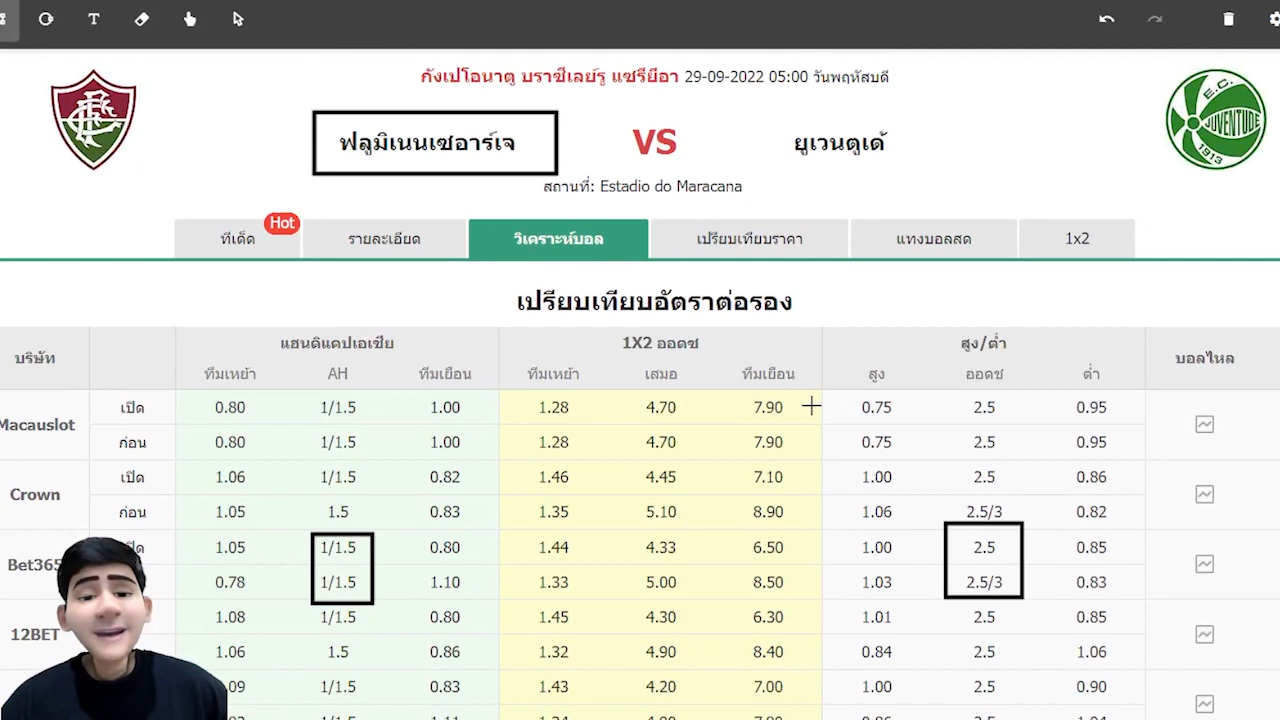 กัมเปโอนาตู บราซีเลย์รู แซรียีอา 29-09-2022 05:00 วันพฤหัสบดี
ฟลูมิเนนเซอาร์เจ VS ยูเวนตูเด้
E.C. JUVENTUDE 1913
สถานที่: Estadio do Maracana
Hot
ทีเด็ด รายละเอียด วิเคราะห์บอล เปรียบเทียบราคา แทงบอลสด 1x2
เปรียบเทียบอัตราต่อรอง
บริษัท แฮนดิแคปเอเชีย 1X2 ออดซ สูง/ต่ำ บอลไหล
ทีมเหย้า AH ทีมเยือน ทีมเหย้า เสมอ ทีมเยือน สูง ออดซ ต่ำ
Macauslot
เปิด 0.80 1/1.5 1.00 1.28 4.70 7.90 0.75 2.5 0.95
ก่อน 0.80 1/1.5 1.00 1.28 4.70 7.90 0.75 2.5 0.95
Crown
เปิด 1.06 1/1.5 0.82 1.46 4.45 7.10 1.00 2.5 0.86
ก่อน 1.05 1.5 0.83 1.35 5.10 8.90 1.06 2.5/3 0.82
Bet365
1.05 1/1.5 0.80 1.44 4.33 6.50 1.00 2.5 0.85
0.78 1/1.5 1.10 1.33 5.00 8.50 1.03 2.5/3 0.83
12BET
1.08 1/1.5 0.80 1.45 4.30 6.30 1.01 2.5 0.85
1.06 1.5 0.86 1.32 4.90 8.40 0.84 2.5 1.06
1/1.5 0.83 1.43 4.20 7.00 1.00 2.5 0.90